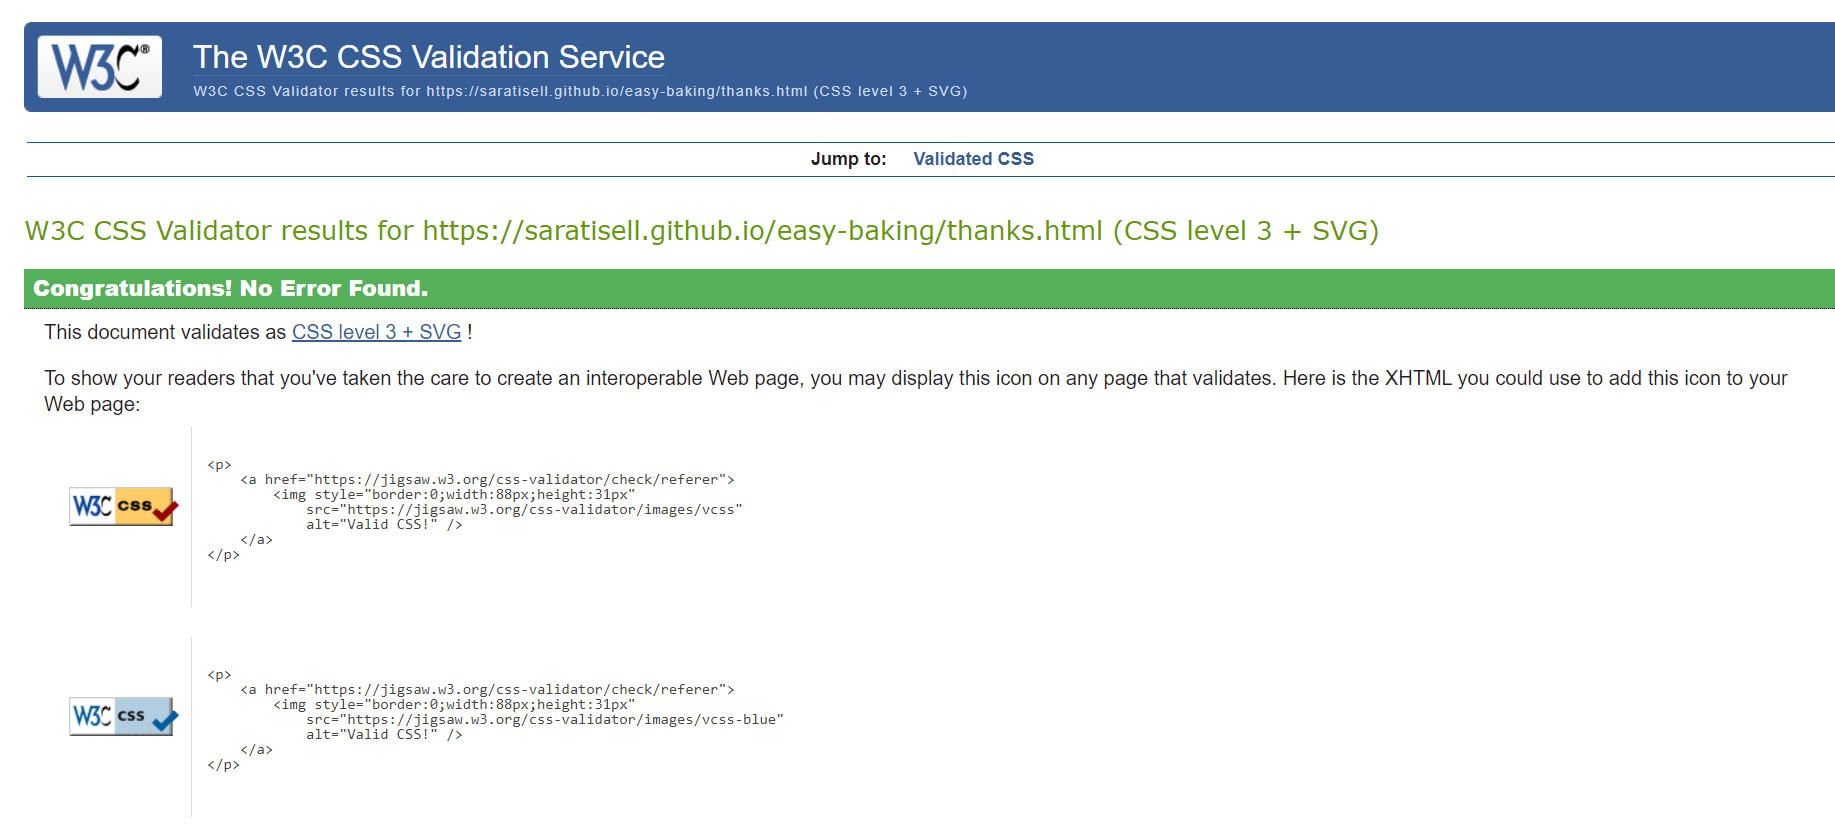 W3C®
The W3C CSS Validation Service
W3C CSS Validator results for https://saratisell.github.io/easy-baking/thanks.html (CSS level 3 + SVG)
Jump to: Validated CSS
W3C CSS Validator results for https://saratisell.github.io/easy-baking/thanks.html (CSS level 3 + SVG)
Congratulations! No Error Found.
This document validates as CSS level 3 + SVG !
To show your readers that you've taken the care to create an interoperable Web page, you may display this icon on any page that validates. Here is the XHTML you could use to add this icon to your
Web page:
W3C css
<p>
    <a href="https://jigsaw.w3.org/css-validator/check/referer">
        <img style="border:0;width:88px;height:31px"
            src="https://jigsaw.w3.org/css-validator/images/vcss"
            alt="Valid CSS!" />
    </a>
</p>
W3C css
<p>
    <a href="https://jigsaw.w3.org/css-validator/check/referer">
        <img style="border:0;width:88px;height:31px"
            src="https://jigsaw.w3.org/css-validator/images/vcss-blue"
            alt="Valid CSS!" />
    </a>
</p>